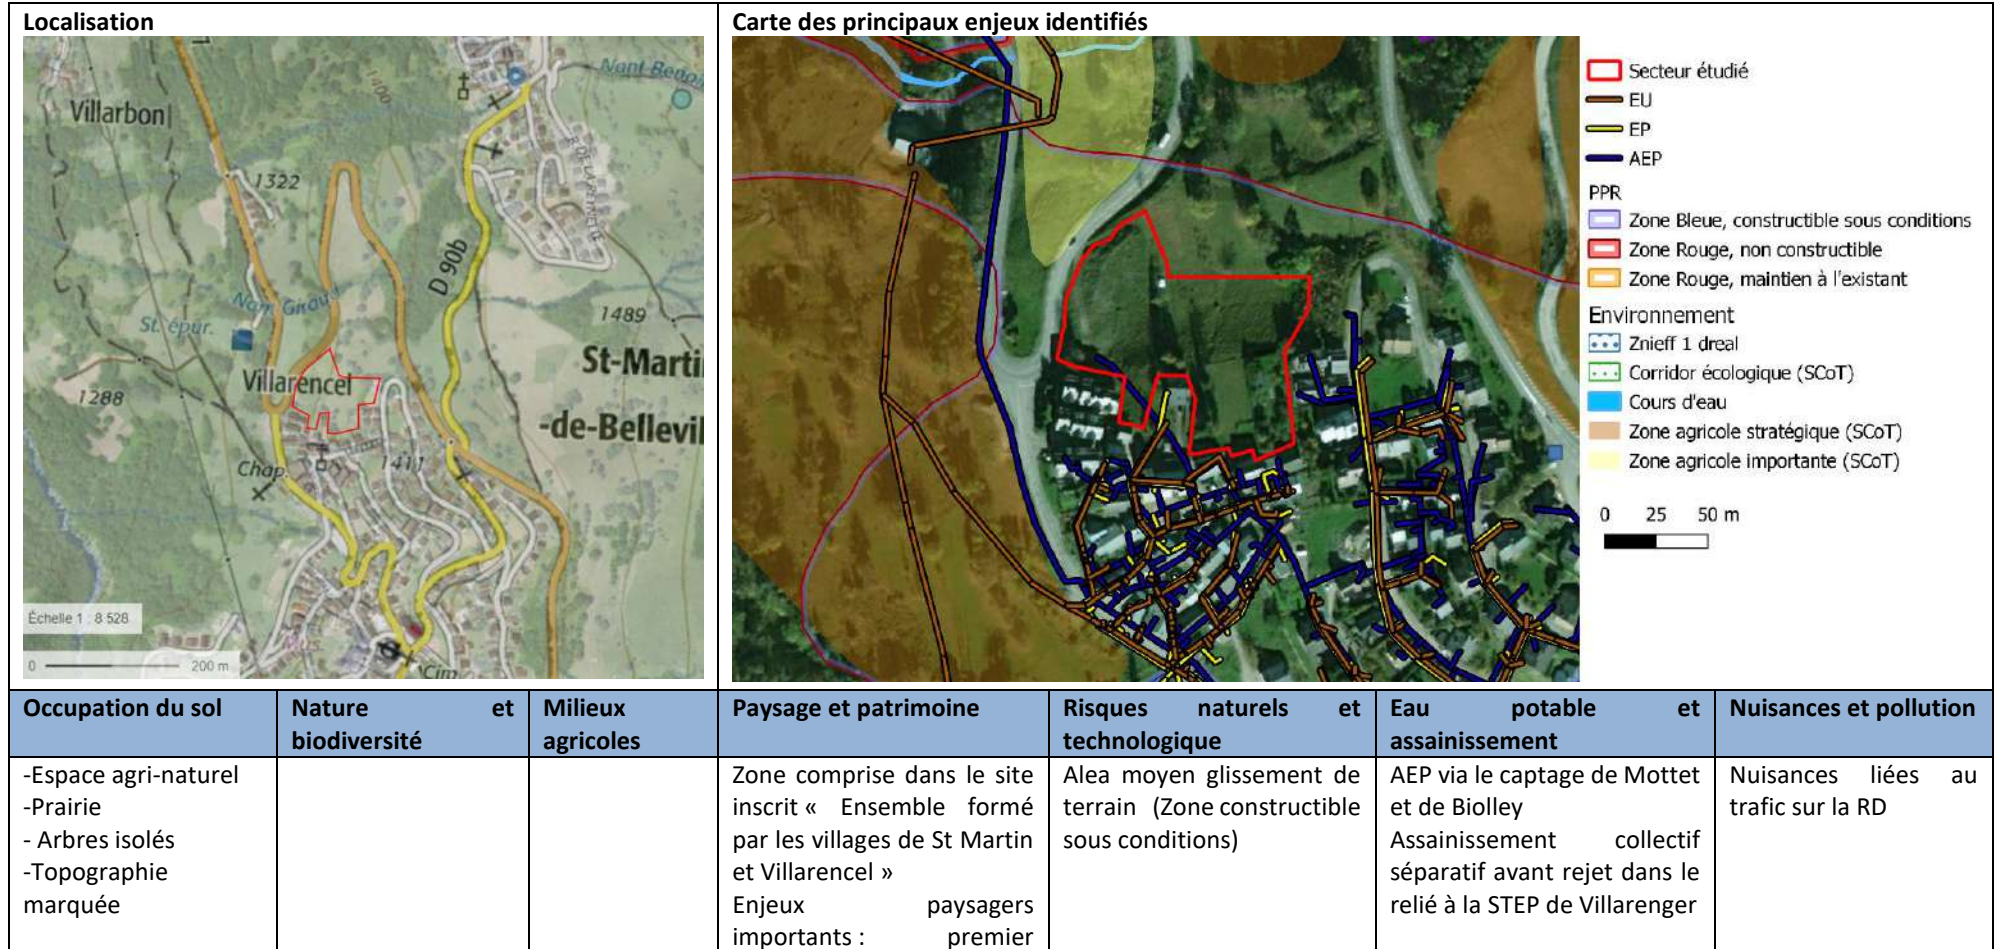 Localisation
Carte des principaux enjeux identifiés
Villarbon
1400
Nant Benoi
1322
D 90b
Nant Giraud
St. épur.
1489
St-Marti
-de-Bellevil
Villarencel
1288
Chap.
1411
Mus.
Cim
Échelle 1 : 8 528
0 200 m
Secteur étudié
EU
EP
AEP
PPR
Zone Bleue, constructible sous conditions
Zone Rouge, non constructible
Zone Rouge, maintien à l'existant
Environnement
Znieff 1 dreal
Corridor écologique (SCoT)
Cours d'eau
Zone agricole stratégique (SCoT)
Zone agricole importante (SCoT)
0 25 50 m
Occupation du sol
Nature et
biodiversité
Milieux
agricoles
Paysage et patrimoine
Risques naturels et
technologique
Eau potable et
assainissement
Nuisances et pollution
-Espace agri-naturel
-Prairie
- Arbres isolés
-Topographie
marquée
Zone comprise dans le site
inscrit « Ensemble formé
par les villages de St Martin
et Villarencel »
Enjeux paysagers
importants : premier
Alea moyen glissement de
terrain (Zone constructible
sous conditions)
AEP via le captage de Mottet
et de Biolley
Assainissement collectif
séparatif avant rejet dans le
relié à la STEP de Villarenger
Nuisances liées au
trafic sur la RD